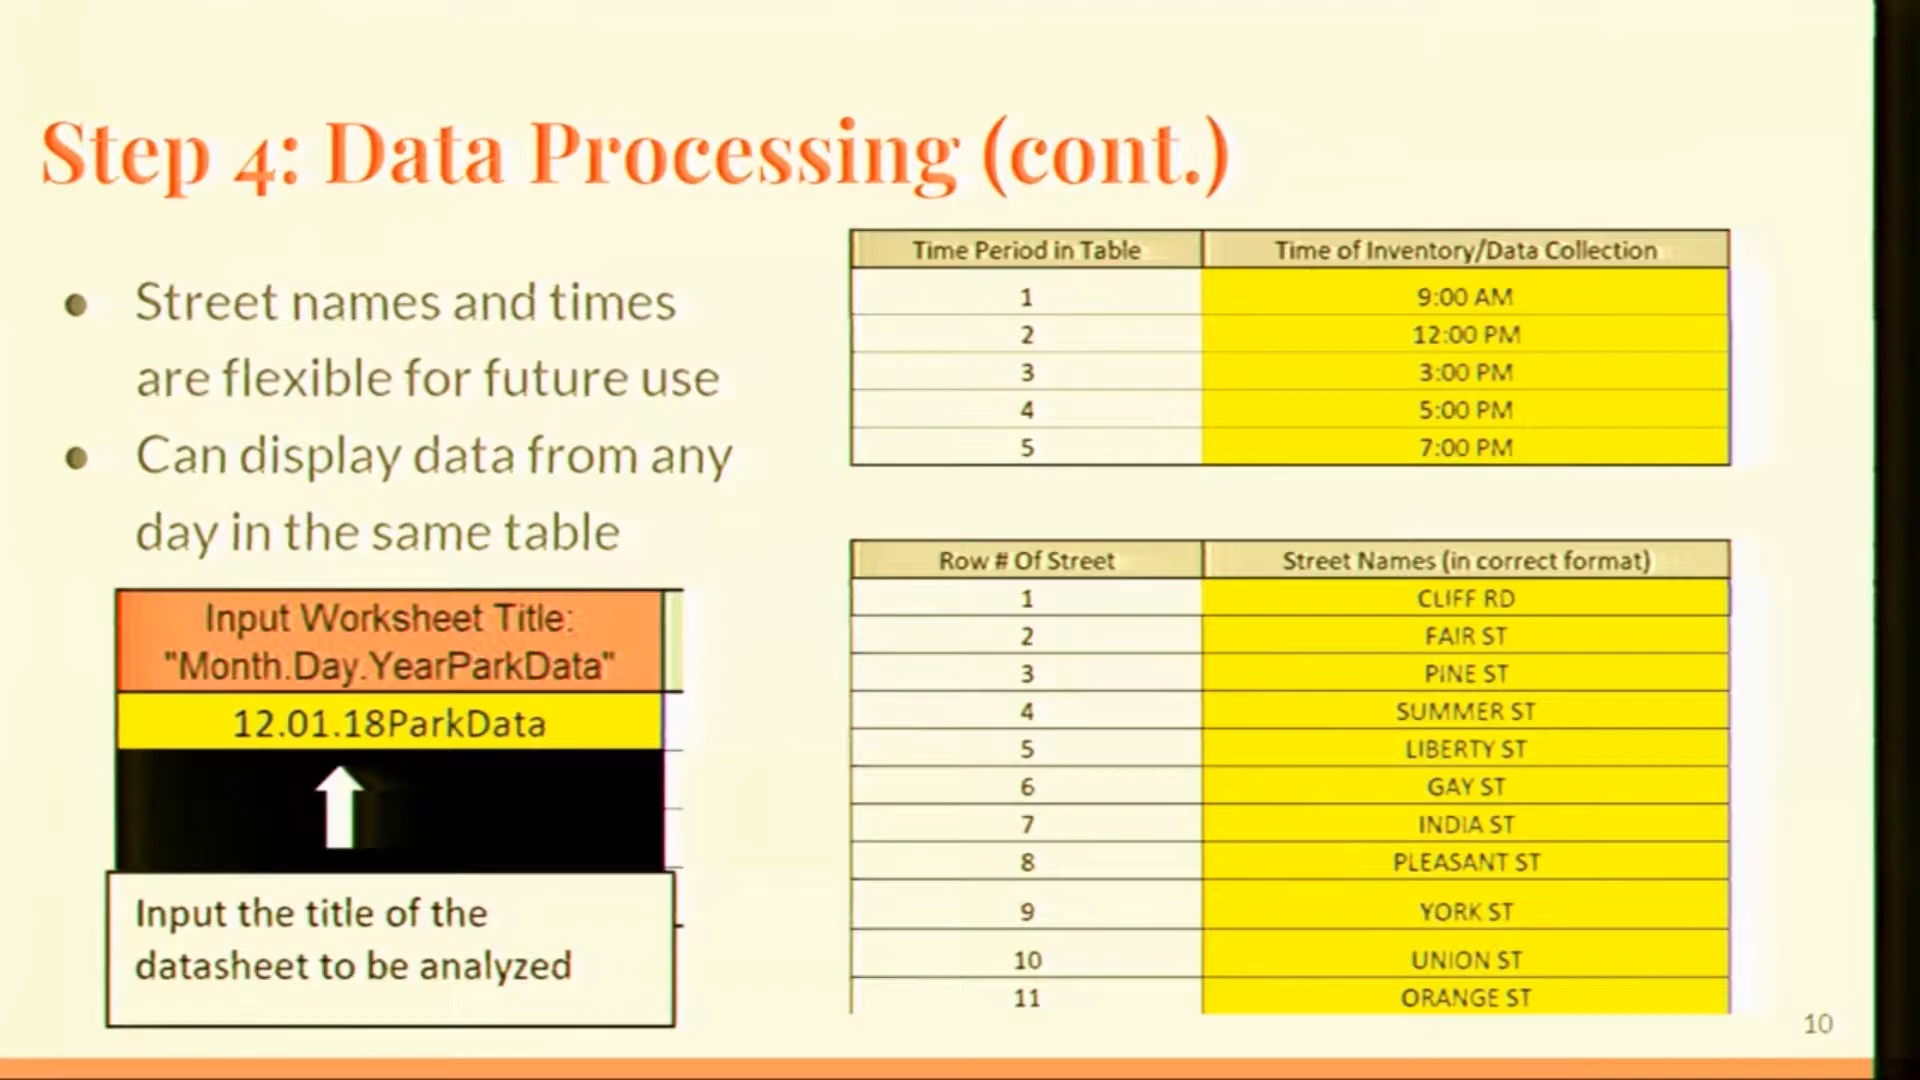 Step 4: Data Processing (cont.)
● Street names and times
are flexible for future use
● Can display data from any
day in the same table
Input Worksheet Title:
"Month.Day.YearParkData"
12.01.18ParkData
Input the title of the
datasheet to be analyzed
Time Period in Table Time of Inventory/Data Collection
1 9:00 AM
2 12:00 PM
3 3:00 PM
4 5:00 PM
5 7:00 PM
Row # Of Street Street Names (in correct format)
1 CLIFF RD
2 FAIR ST
3 PINE ST
4 SUMMER ST
5 LIBERTY ST
6 GAY ST
7 INDIA ST
8 PLEASANT ST
9 YORK ST
10 UNION ST
11 ORANGE ST
10